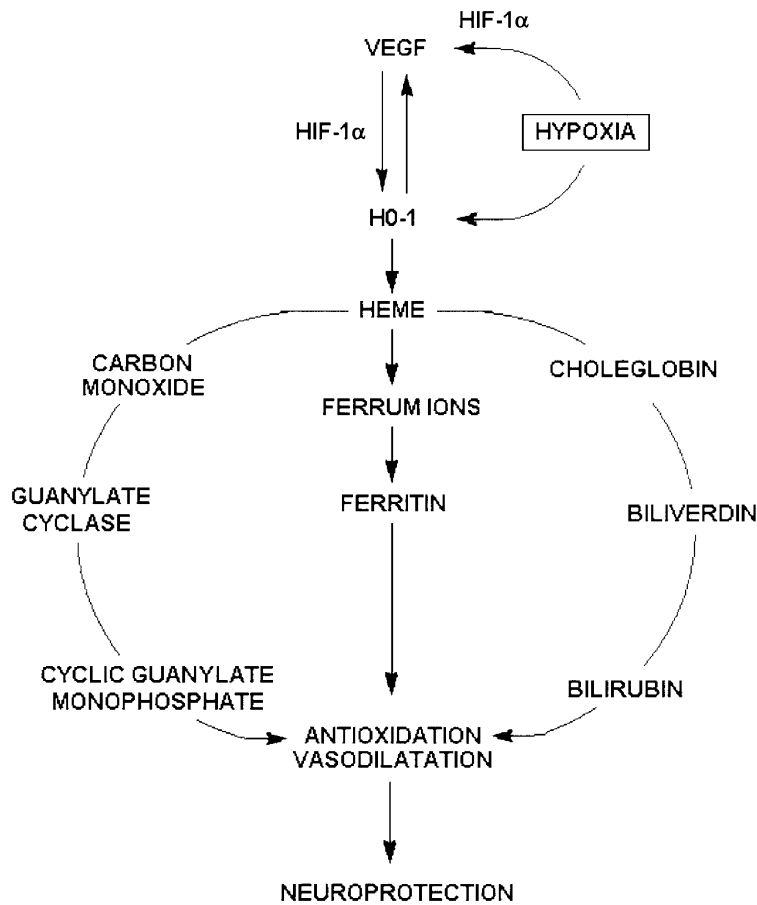 HIF-1α
VEGF
HIF-1α
HYPOXIA
H0-1
HEME
CARBON
MONOXIDE
CHOLEGLOBIN
FERRUM IONS
GUANYLATE
CYCLASE
FERRITIN
BILIVERDIN
CYCLIC GUANYLATE
MONOPHOSPHATE
BILIRUBIN
ANTIOXIDATION
VASODILATATION
NEUROPROTECTION